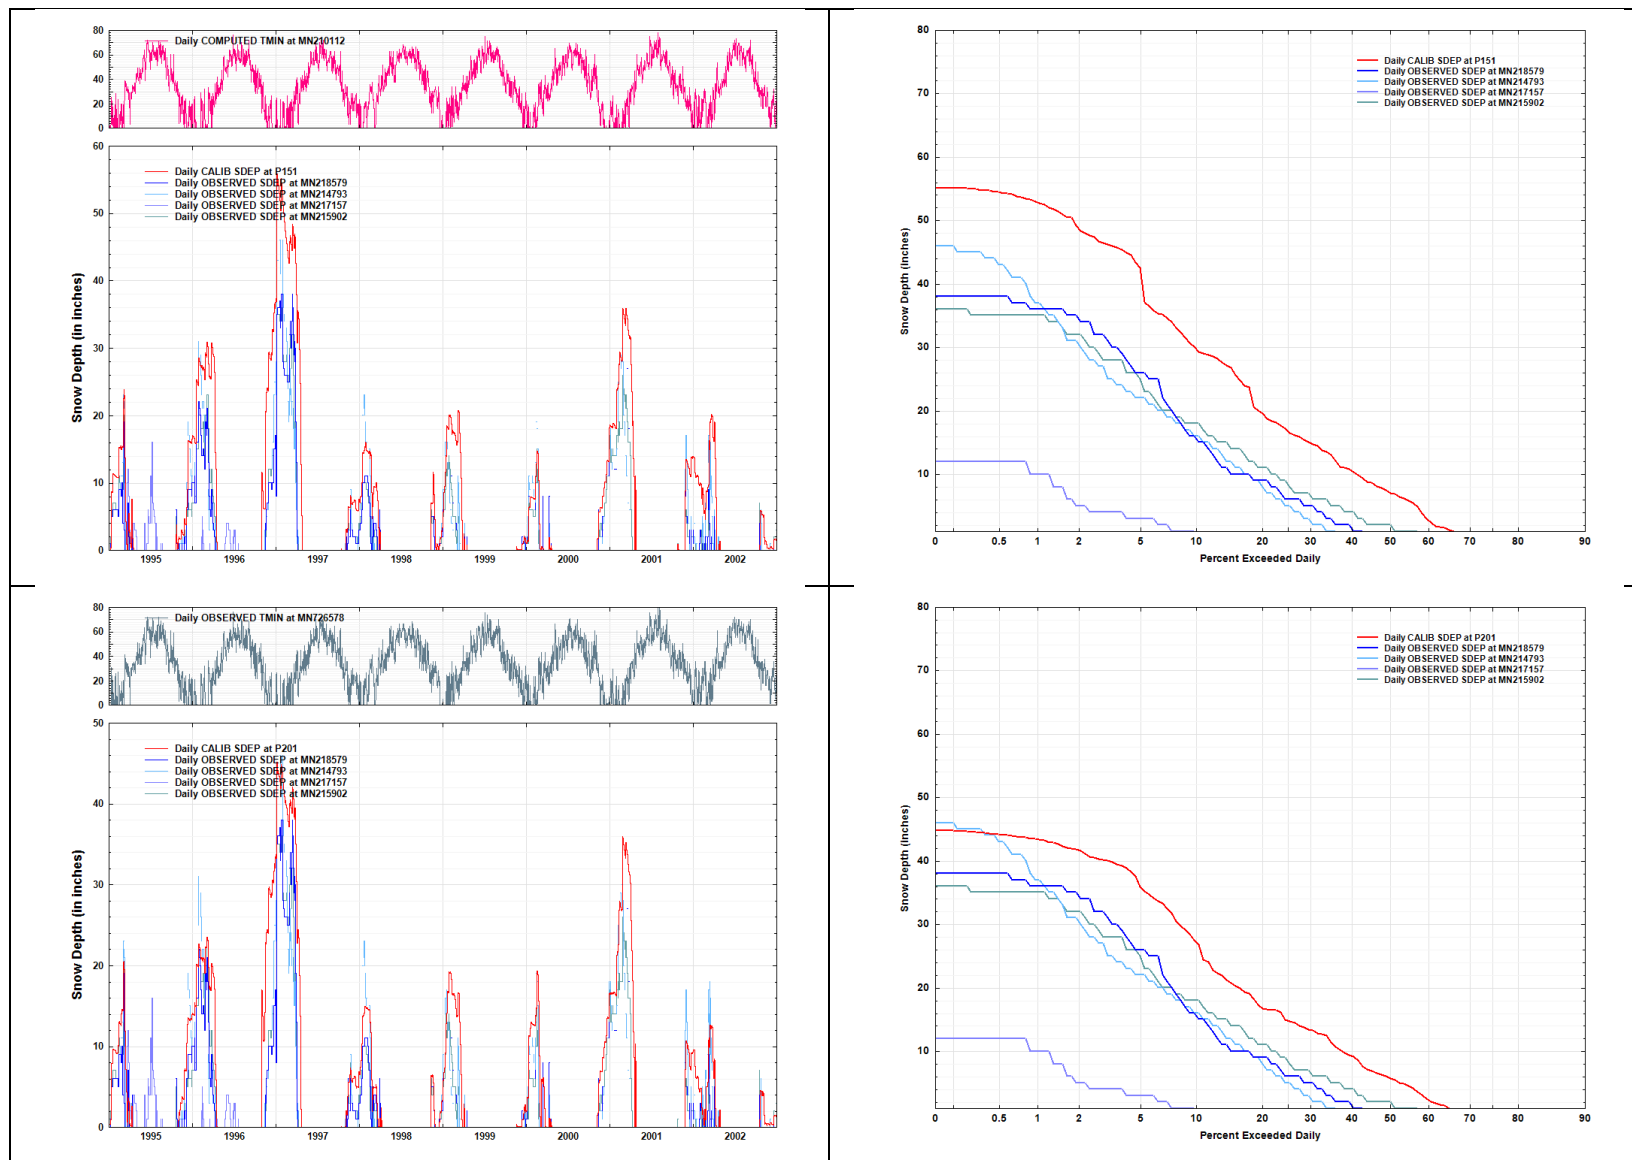 Daily COMPUTED TMIN at MN210112
80
60
40
20
0
60
50
40
30
20
10
0
Snow Depth (in inches)
Daily CALIB SDEP at P151
Daily OBSERVED SDEP at MN218579
Daily OBSERVED SDEP at MN214793
Daily OBSERVED SDEP at MN217157
Daily OBSERVED SDEP at MN215902
1995 1996 1997 1998 1999 2000 2001 2002
80
70
60
50
40
30
20
10
Snow Depth (Inches)
Daily CALIB SDEP at P151
Daily OBSERVED SDEP at MN218579
Daily OBSERVED SDEP at MN214793
Daily OBSERVED SDEP at MN217157
Daily OBSERVED SDEP at MN215902
0 0.5 1 2 5 10 20 30 40 50 60 70 80 90
Percent Exceeded Daily
Daily OBSERVED TMIN at MN726578
80
60
40
20
0
50
40
30
20
10
0
Snow Depth (in inches)
Daily CALIB SDEP at P201
Daily OBSERVED SDEP at MN218579
Daily OBSERVED SDEP at MN214793
Daily OBSERVED SDEP at MN217157
Daily OBSERVED SDEP at MN215902
1995 1996 1997 1998 1999 2000 2001 2002
80
70
60
50
40
30
20
10
Snow Depth (Inches)
Daily CALIB SDEP at P201
Daily OBSERVED SDEP at MN218579
Daily OBSERVED SDEP at MN214793
Daily OBSERVED SDEP at MN217157
Daily OBSERVED SDEP at MN215902
0 0.5 1 2 5 10 20 30 40 50 60 70 80 90
Percent Exceeded Daily